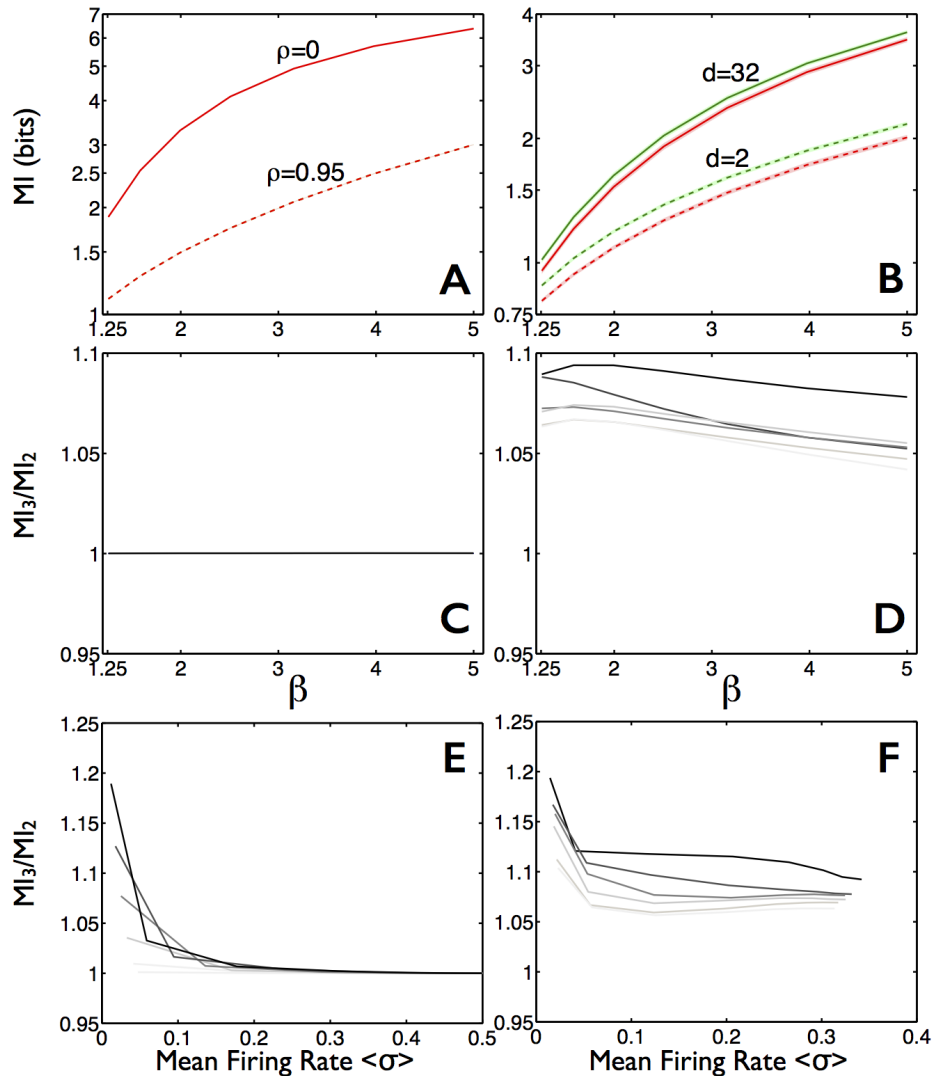 7
6
5
4
3
2.5
2
1.5
1
MI (bits)
ρ=0
ρ=0.95
A
1.25 2 3 4 5
4
3
2
1.5
1
0.75
d=32
d=2
B
1.25 2 3 4 5
1.1
1.05
1
0.95
MI3/MI2
C
1.25 2 3 4 5
β
1.1
1.05
1
0.95
D
1.25 2 3 4 5
β
1.25
1.2
1.15
1.1
1.05
1
0.95
MI3/MI2
E
0 0.1 0.2 0.3 0.4 0.5
Mean Firing Rate <σ>
1.25
1.2
1.15
1.1
1.05
1
0.95
F
0 0.1 0.2 0.3 0.4
Mean Firing Rate <σ>